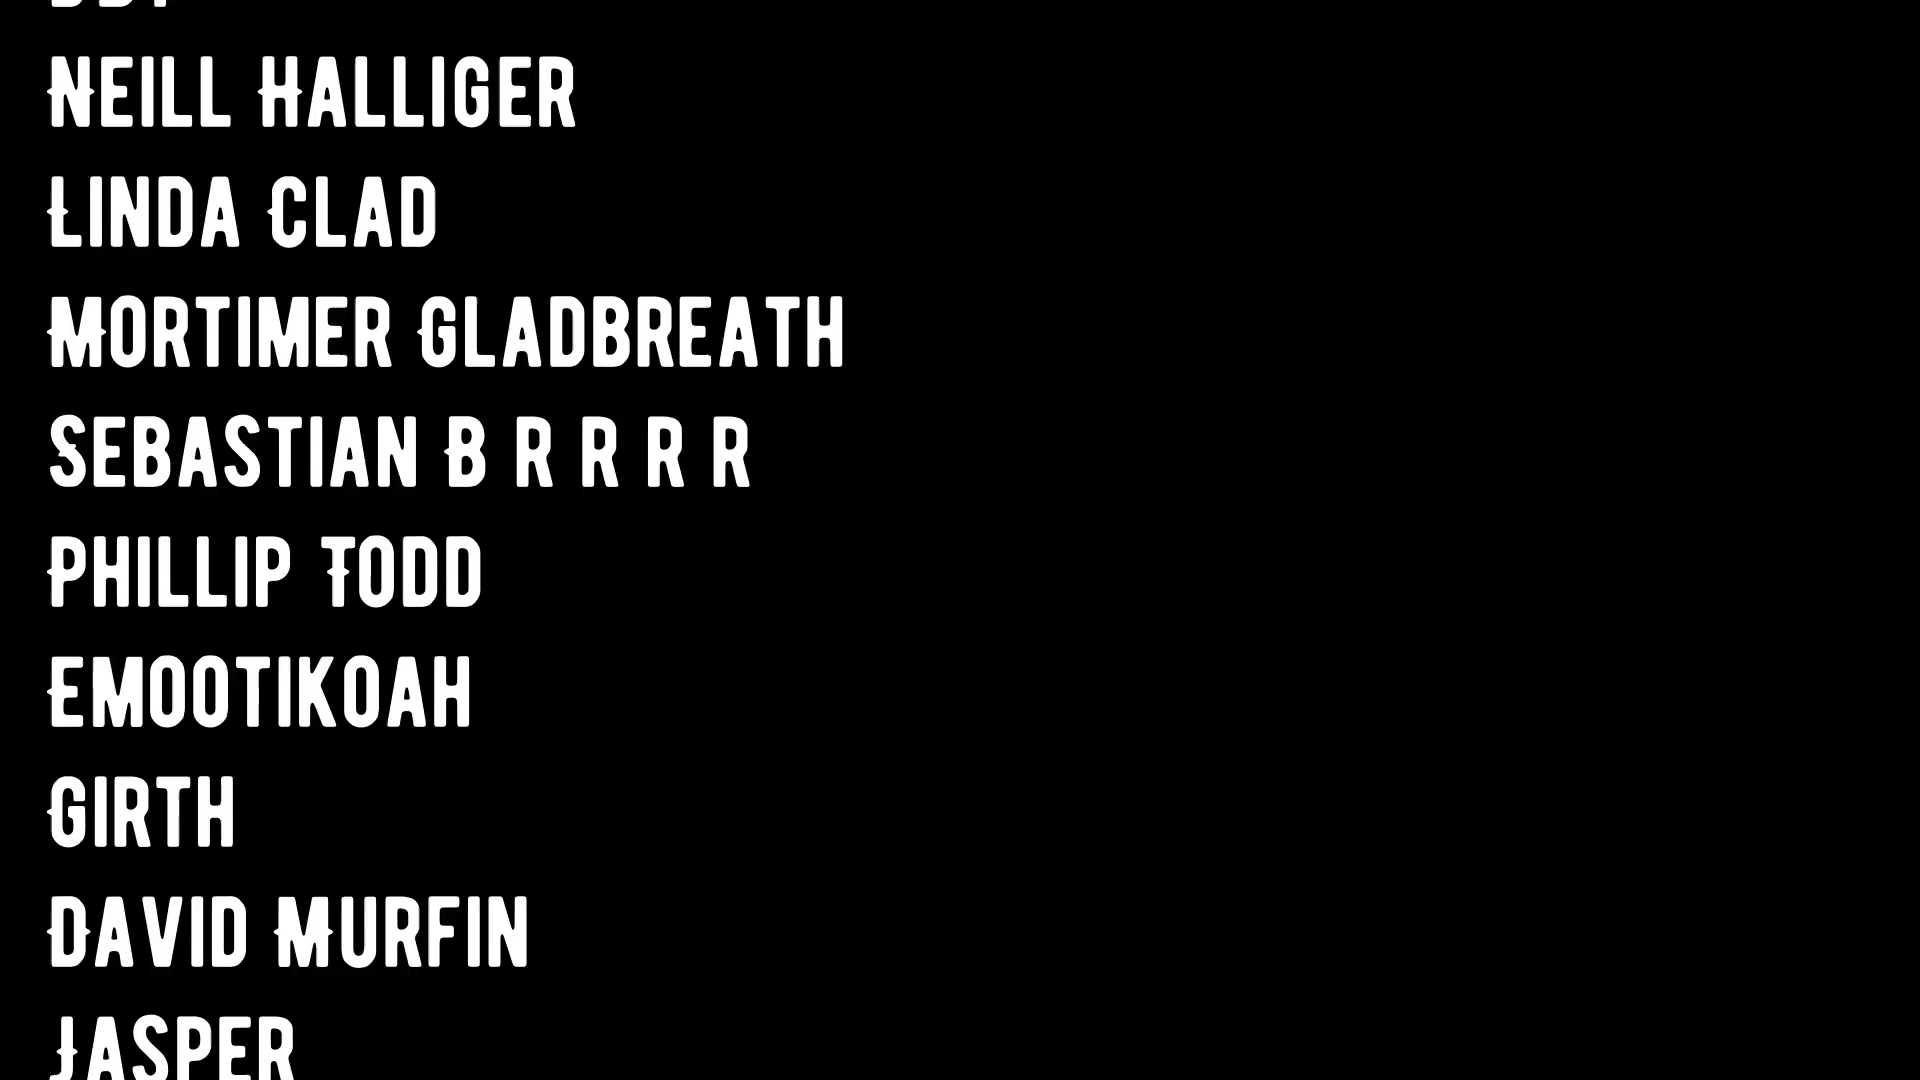 Neill Halliger
Linda Clad
Mortimer Gladbreath
Sebastian B r r r r
Phillip Todd
Emootikoah
Girth
David Murfin
Jasper